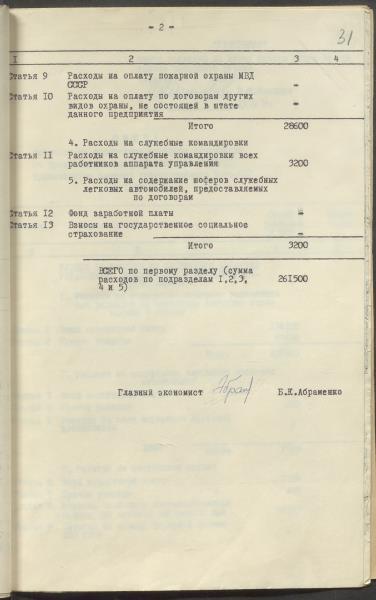 - 2 -
31
1 2 3 4
Статья 9 Расходы на оплату пожарной охраны МВД
СССР -
Статья 10 Расходы на оплату по договорам других
видов охраны, не состоящей в штате -
данного предприятия
Итого 28600
4. Расходы на служебные командировки
Статья 11 Расходы на служебные командировки всех
работников аппарата управления 3200
5. Расходы на содержание шоферов служебных
легковых автомобилей, предоставляемых
по договорам
Статья 12 Фонд заработной платы -
Статья 13 Взносы на государственное социальное
страхование -
Итого 3200
ВСЕГО по первому разделу (сумма
расходов по подразделам 1,2,3, 261500
4 и 5)
Главный экономист Б.К.Абраменко